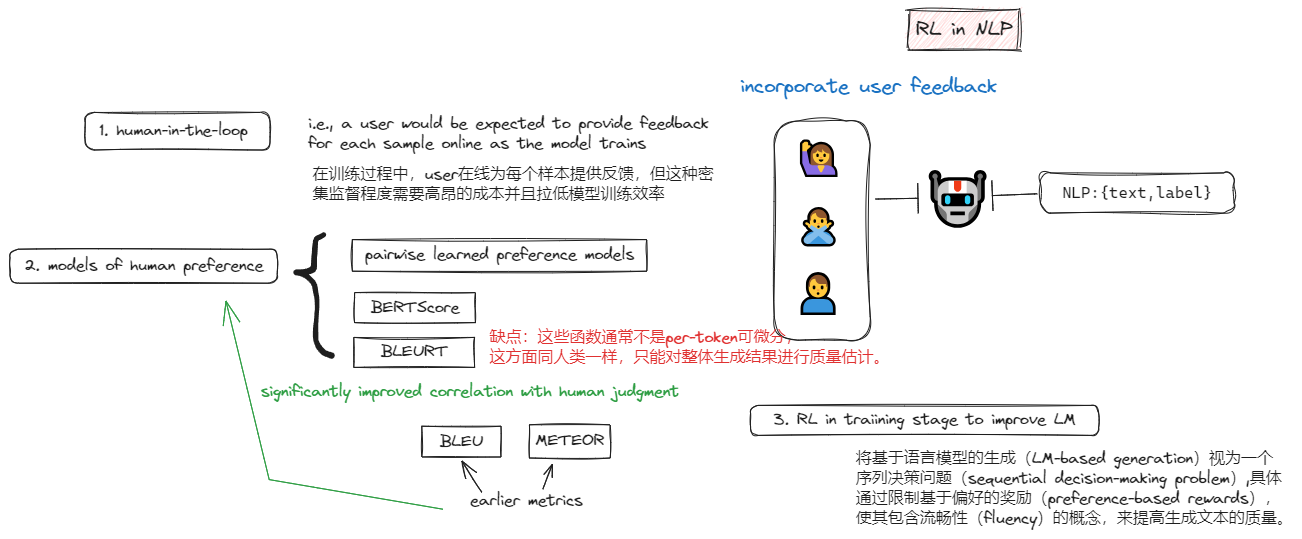 RL in NLP
incorporate user feedback
1. human-in-the-loop
i.e., a user would be expected to provide feedback
for each sample online as the model trains
在训练过程中，user在线为每个样本提供反馈，但这种密
集监督程度需要高昂的成本并且拉低模型训练效率
NLP:{text,label}
2. models of human preference
pairwise learned preference models
BERTScore
BLEURT
缺点：这些函数通常不是per-token可微分，
这方面同人类一样，只能对整体生成结果进行质量估计。
significantly improved correlation with human judgment
BLEU
METEOR
earlier metrics
3. RL in traiining stage to improve LM
将基于语言模型的生成（LM-based generation）视为一个
序列决策问题（sequential decision-making problem）,具体
通过限制基于偏好的奖励（preference-based rewards），
使其包含流畅性（fluency）的概念，来提高生成文本的质量。